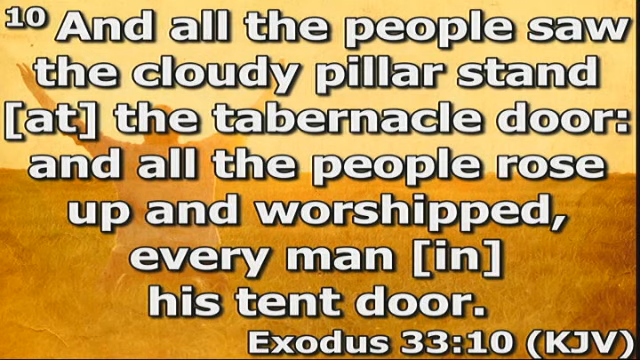 10 And all the people saw
the cloudy pillar stand
[at] the tabernacle door:
and all the people rose
up and worshipped,
every man [in]
his tent door.
Exodus 33:10 (KJV)